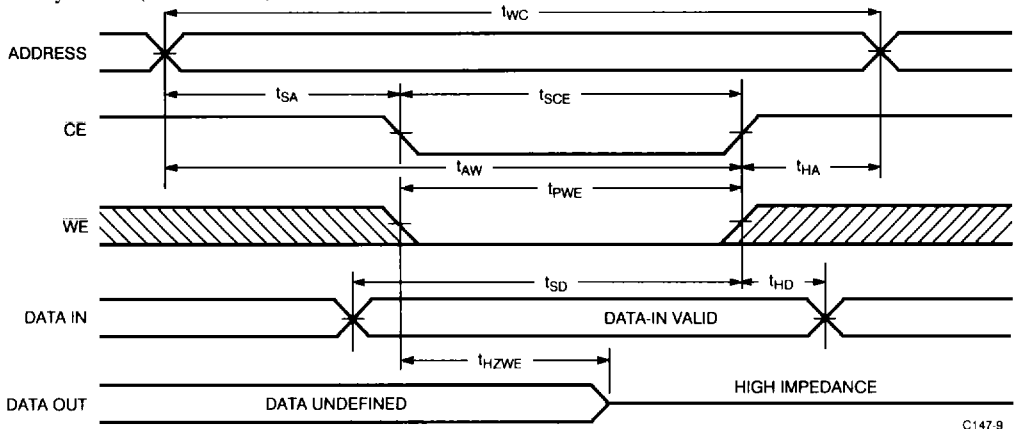 tWC
ADDRESS
tSA
tSCE
CE
tAW
tHA
tPWE
WE
tSD
tHD
DATA IN
DATA-IN VALID
tHZWE
HIGH IMPEDANCE
DATA OUT
DATA UNDEFINED
C147-9